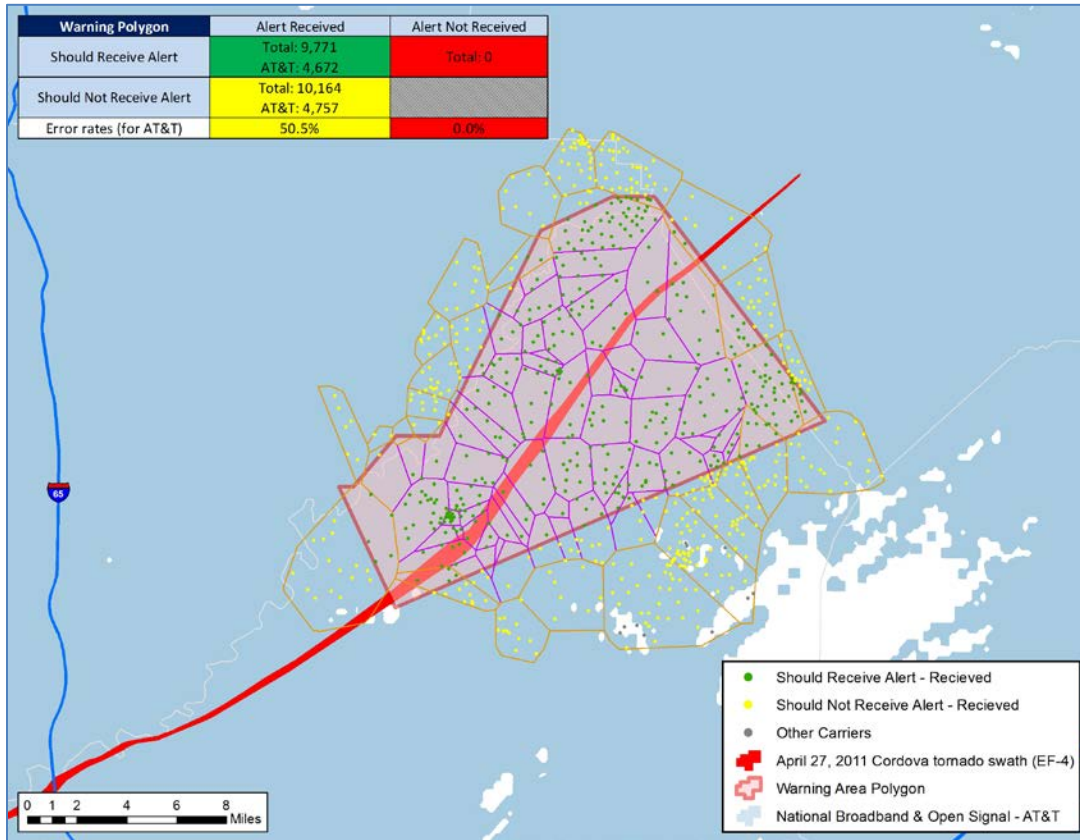 Warning Polygon Alert Received Alert Not Received
Should Receive Alert Total: 9,771 AT&T: 4,672 Total: 0
Should Not Receive Alert Total: 10,164 AT&T: 4,757
Error rates (for AT&T) 50.5% 0.0%
65
Should Receive Alert - Recieved
Should Not Receive Alert - Recieved
Other Carriers
April 27, 2011 Cordova tornado swath (EF-4)
Warning Area Polygon
National Broadband & Open Signal - AT&T
0 1 2 4 6 8
Miles